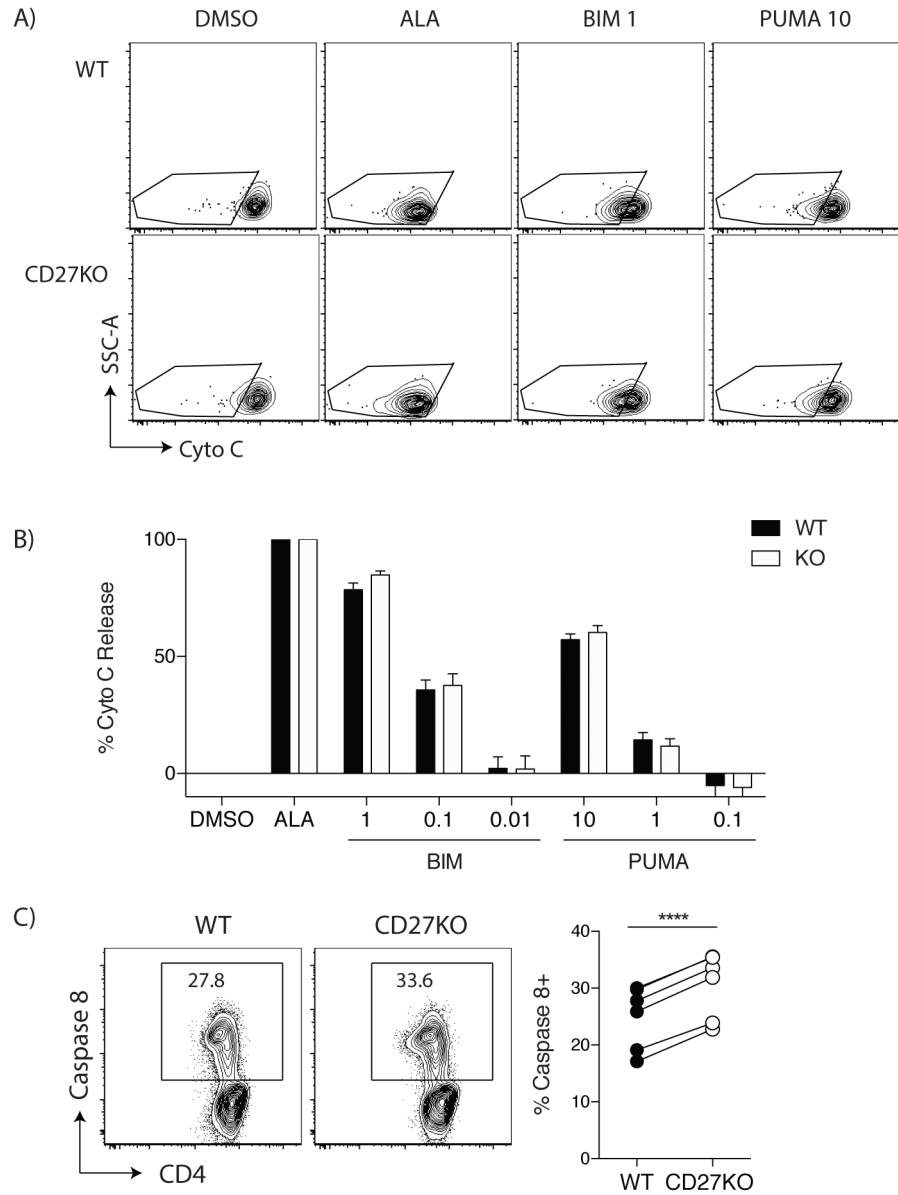 A)
DMSO ALA BIM 1 PUMA 10
WT
CD27KO
SSC-A
Cyto C
B)
WT
KO
% Cyto C Release
100
50
0
DMSO ALA 1 0.1 0.01 10 1 0.1
BIM PUMA
C)
WT CD27KO
27.8 33.6
Caspase 8
CD4
****
% Caspase 8+
40
30
20
10
0
WT CD27KO